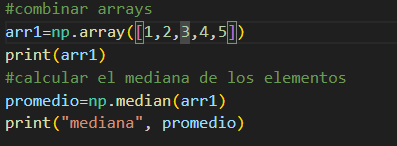 #combinar arrays
arr1=np.array([1,2,3,4,5])
print(arr1)
#calcular el mediana de los elementos
promedio=np.median(arr1)
print("mediana", promedio)